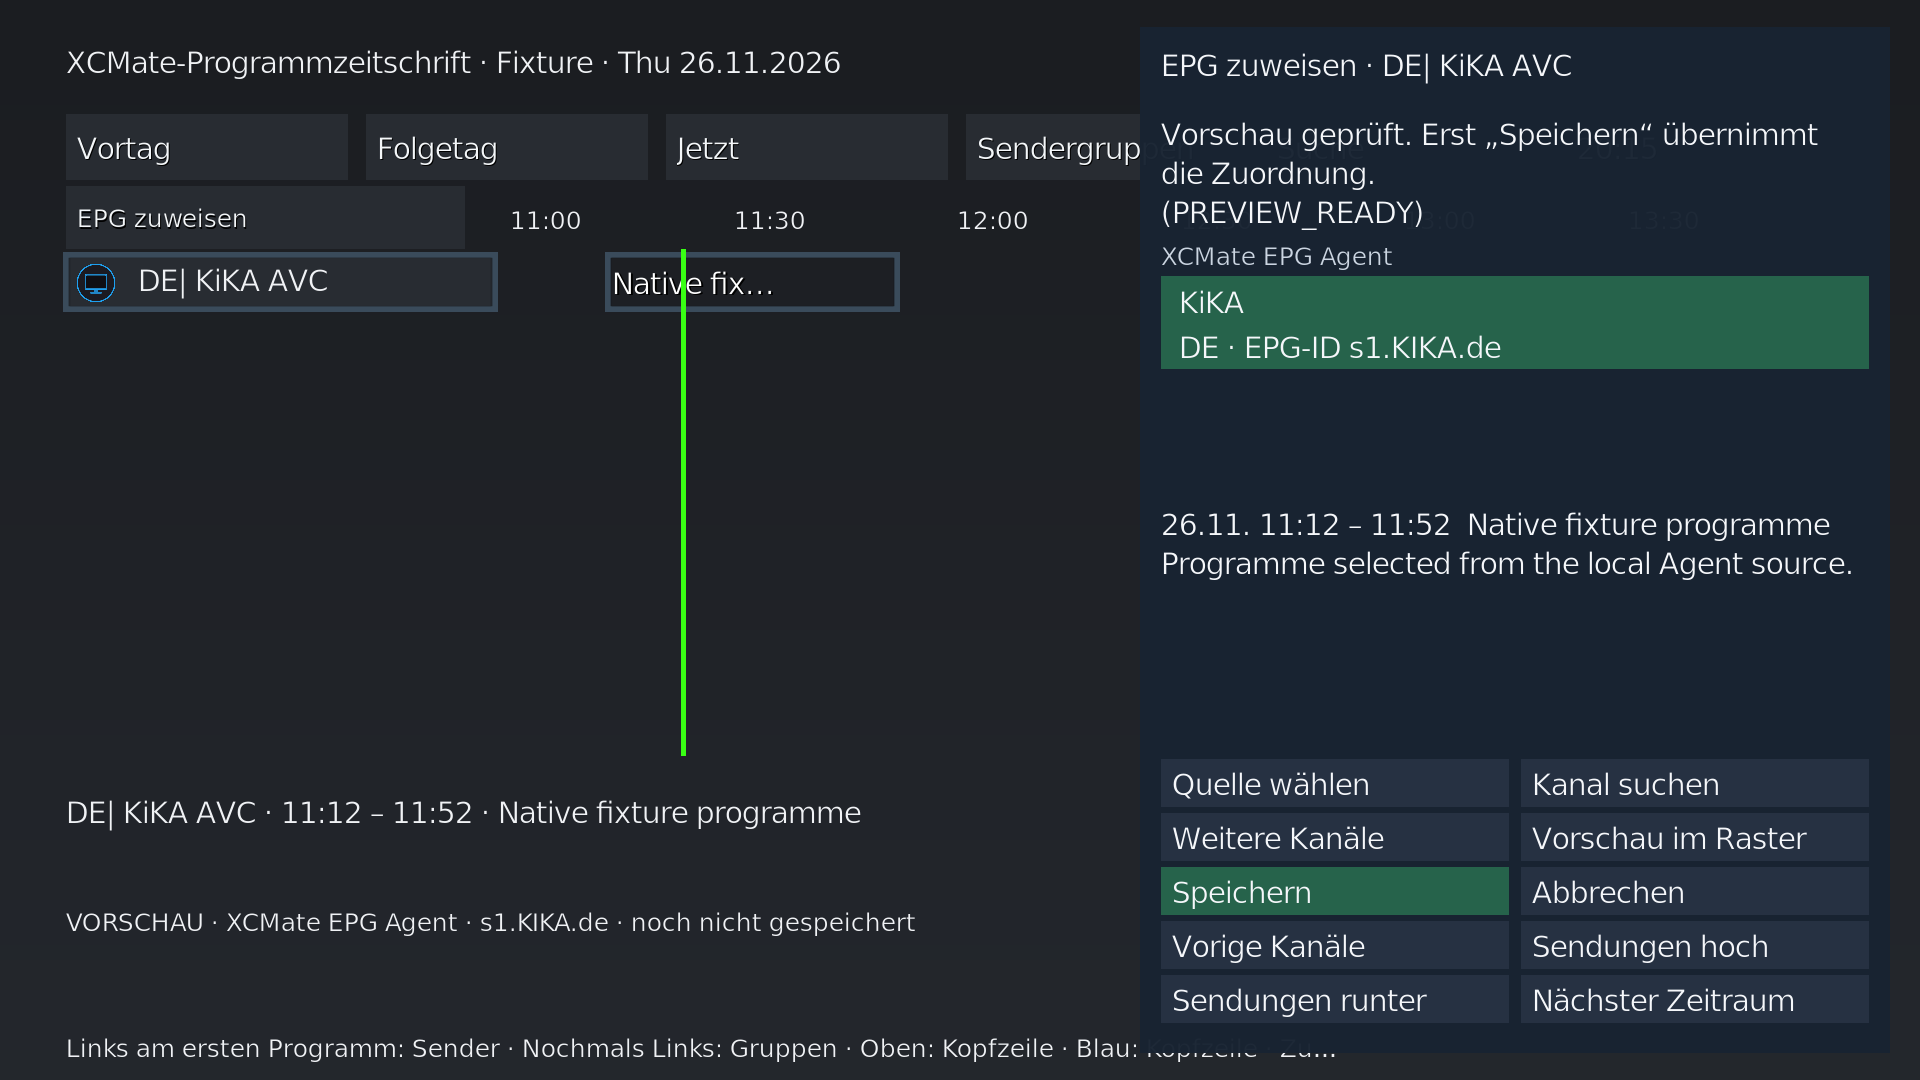 XCMate-Programmzeitschrift · Fixture · Thu 26.11.2026
Vortag
Folgetag
Jetzt
Sendergruppen
EPG zuweisen
11:00
11:30
12:00
13:30
DE| KiKA AVC
Native fix...
DE| KiKA AVC · 11:12 – 11:52 · Native fixture programme
VORSCHAU · XCMate EPG Agent · s1.KIKA.de · noch nicht gespeichert
Links am ersten Programm: Sender · Nochmals Links: Gruppen · Oben: Kopfzeile · Blau: Kopfzeile · Zu...
EPG zuweisen · DE| KiKA AVC
Vorschau geprüft. Erst „Speichern“ übernimmt
die Zuordnung.
(PREVIEW_READY)
XCMate EPG Agent
KiKA
DE · EPG-ID s1.KIKA.de
26.11. 11:12 – 11:52  Native fixture programme
Programme selected from the local Agent source.
Quelle wählen
Kanal suchen
Weitere Kanäle
Vorschau im Raster
Speichern
Abbrechen
Vorige Kanäle
Sendungen hoch
Sendungen runter
Nächster Zeitraum